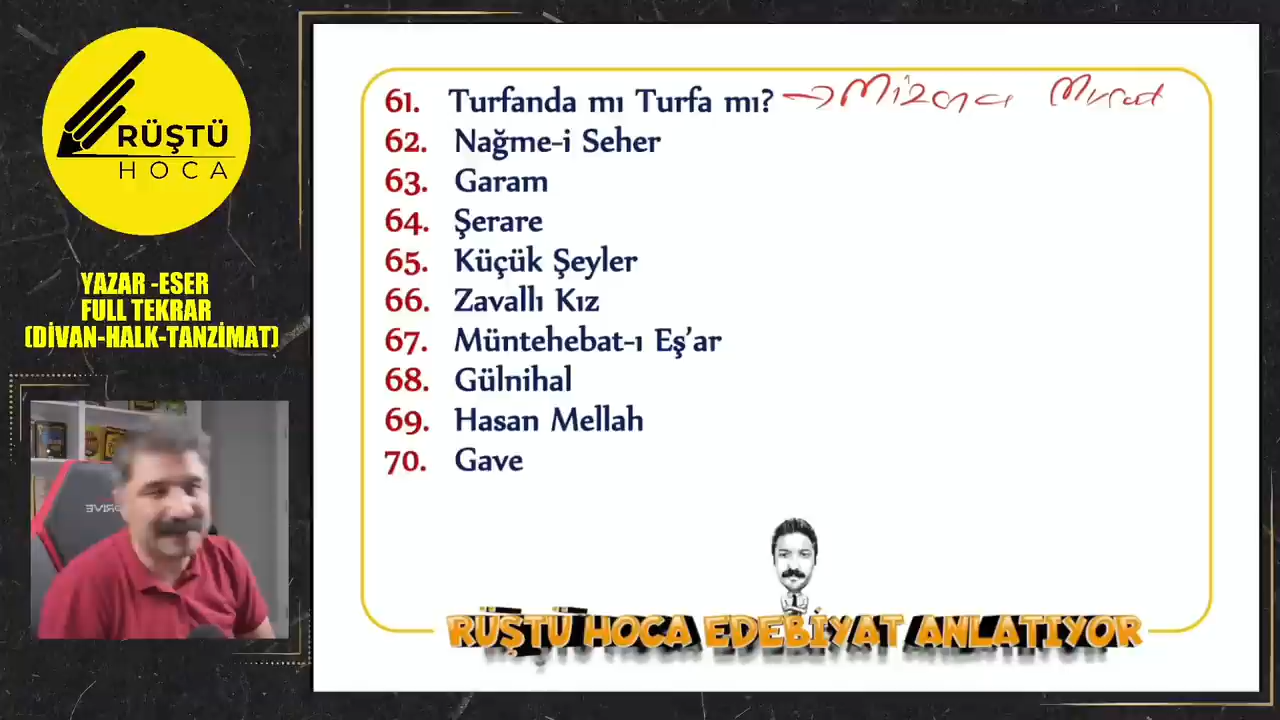 RÜŞTÜ
HOCA
YAZAR -ESER
FULL TEKRAR
(DİVAN-HALK-TANZİMAT)
61. Turfanda mı Turfa mı? → Mizancı Murat
62. Nağme-i Seher
63. Garam
64. Şerare
65. Küçük Şeyler
66. Zavallı Kız
67. Müntehebat-ı Eş'ar
68. Gülnihal
69. Hasan Mellah
70. Gave
RÜŞTÜ HOCA EDEBİYAT ANLATIYOR